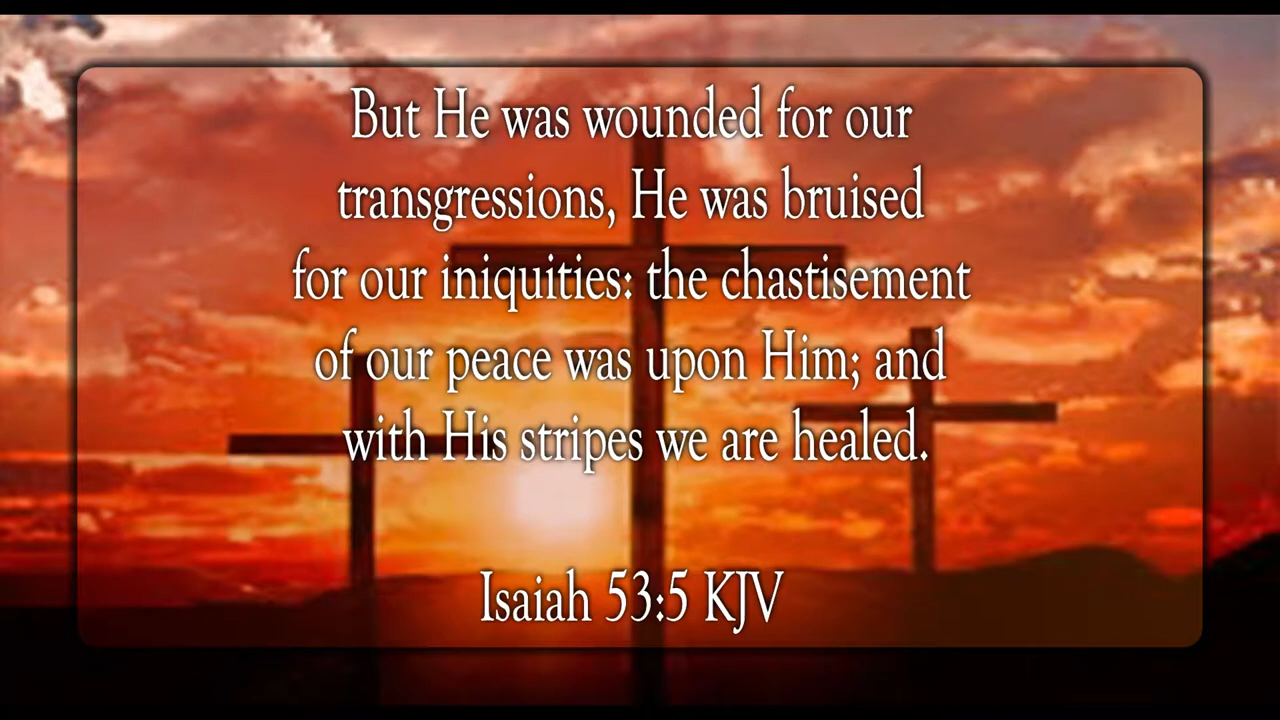 But He was wounded for our
transgressions, He was bruised
for our iniquities: the chastisement
of our peace was upon Him; and
with His stripes we are healed.
Isaiah 53:5 KJV